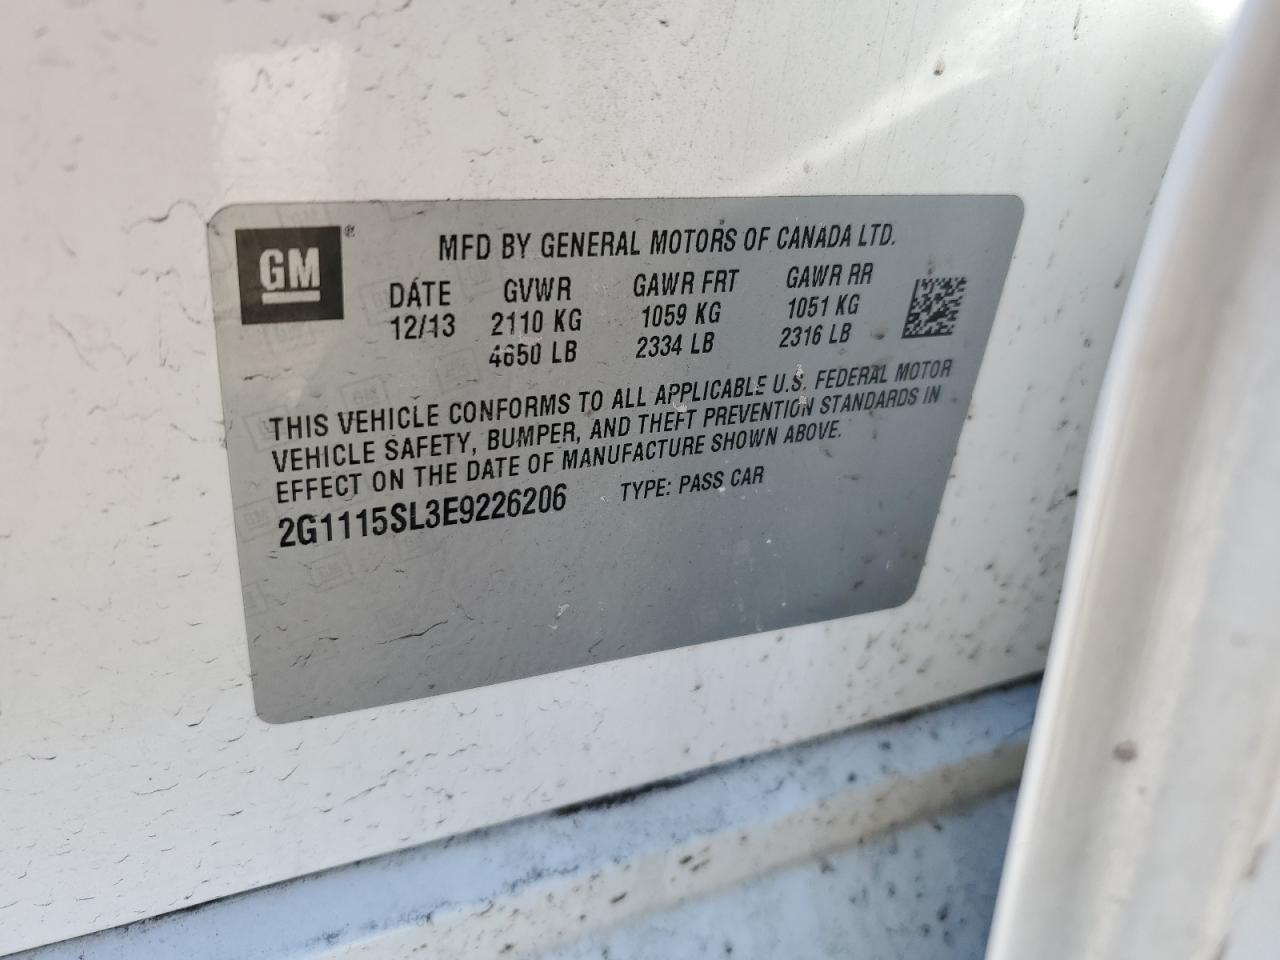 GM®
MFD BY GENERAL MOTORS OF CANADA LTD.
DATE GVWR GAWR FRT GAWR RR
12/13 2110 KG 1059 KG 1051 KG
4650 LB 2334 LB 2316 LB
THIS VEHICLE CONFORMS TO ALL APPLICABLE U.S. FEDERAL MOTOR
VEHICLE SAFETY, BUMPER, AND THEFT PREVENTION STANDARDS IN
EFFECT ON THE DATE OF MANUFACTURE SHOWN ABOVE.
2G1115SL3E9226206 TYPE: PASS CAR